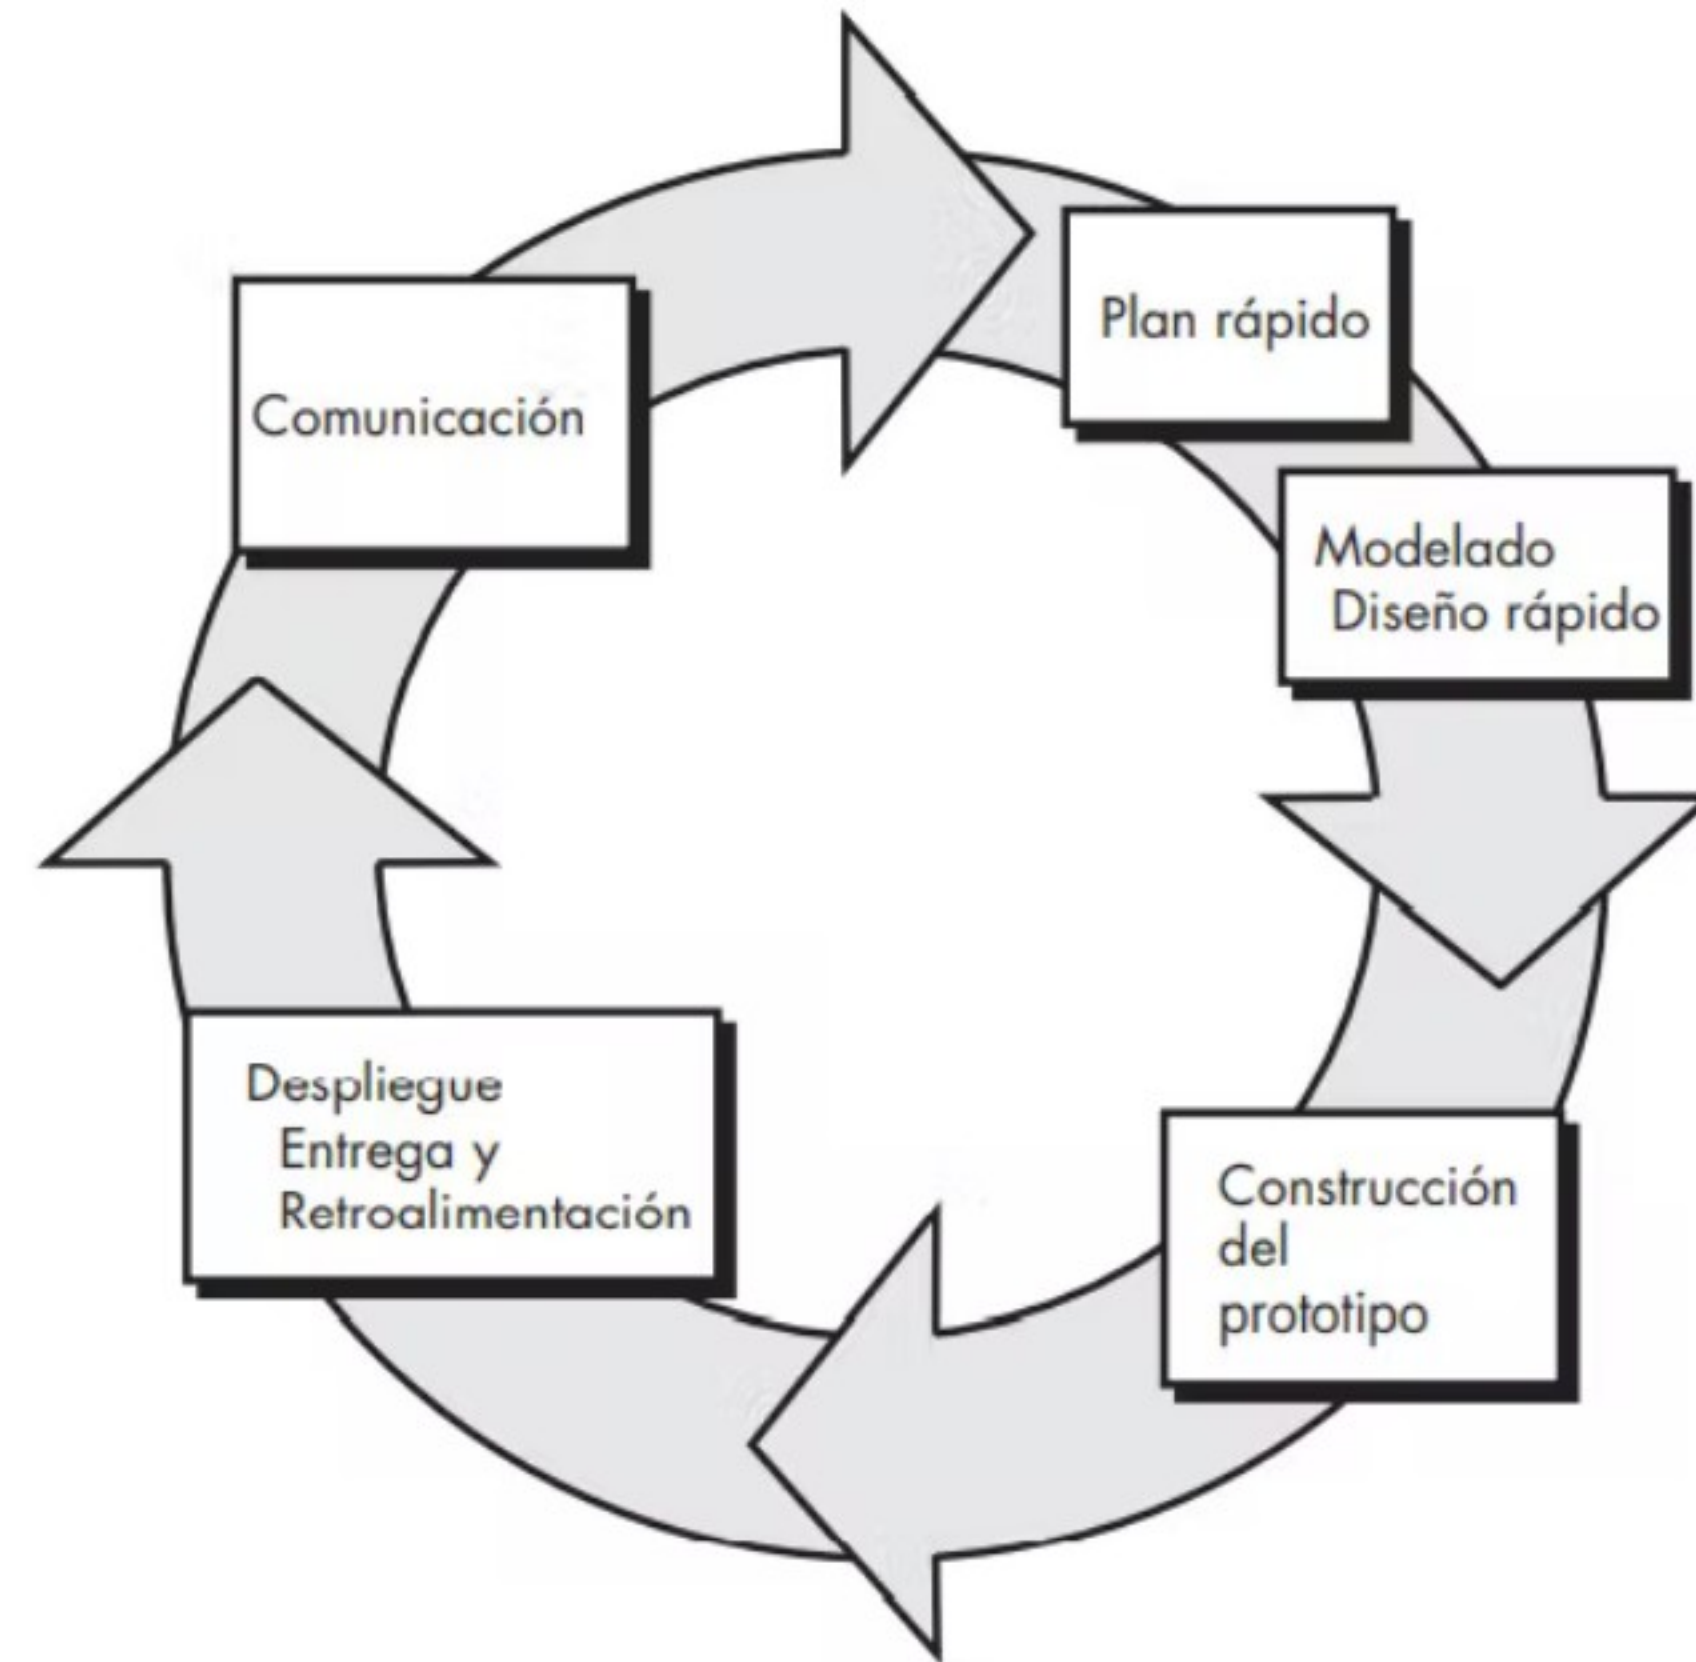 Comunicación
Plan rápido
Modelado
Diseño rápido
Construcción
del
prototipo
Despliegue
Entrega y
Retroalimentación